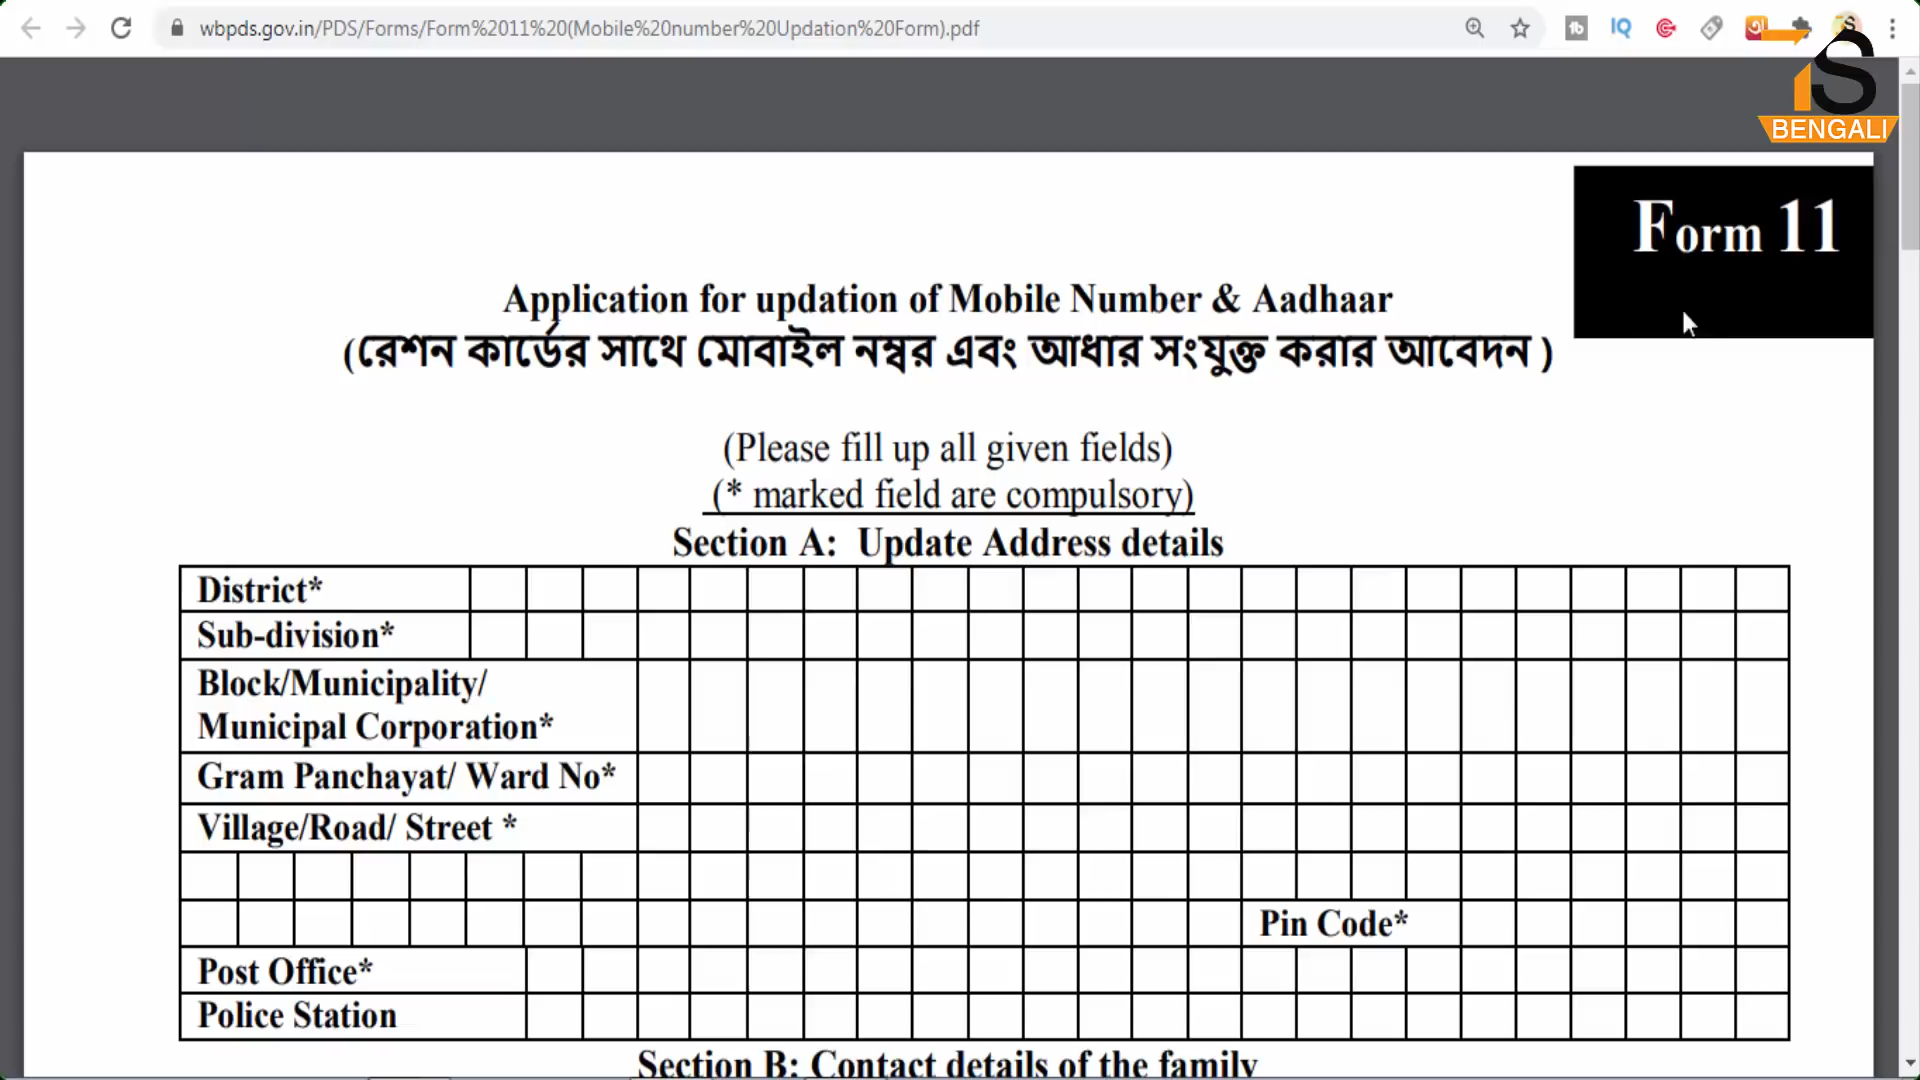 wbpds.gov.in/PDS/Forms/Form%2011%20(Mobile%20number%20Updation%20Form).pdf
IS
BENGALI
Form 11
Application for updation of Mobile Number & Aadhaar
(রেশন কার্ডের সাথে মোবাইল নম্বর এবং আধার সংযুক্ত করার আবেদন )
(Please fill up all given fields)
(* marked field are compulsory)
Section A: Update Address details
District*
Sub-division*
Block/Municipality/
Municipal Corporation*
Gram Panchayat/ Ward No*
Village/Road/ Street *
Pin Code*
Post Office*
Police Station
Section B: Contact details of the family